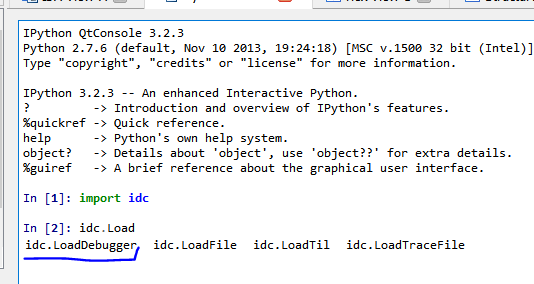 IPython QtConsole 3.2.3
Python 2.7.6 (default, Nov 10 2013, 19:24:18) [MSC v.1500 32 bit (Intel)]
Type "copyright", "credits" or "license" for more information.
IPython 3.2.3 -- An enhanced Interactive Python.
?         -> Introduction and overview of IPython's features.
%quickref -> Quick reference.
help      -> Python's own help system.
object?   -> Details about 'object', use 'object??' for extra details.
%guiref   -> A brief reference about the graphical user interface.
In [1]: import idc
In [2]: idc.Load
idc.LoadDebugger  idc.LoadFile  idc.LoadTil  idc.LoadTraceFile